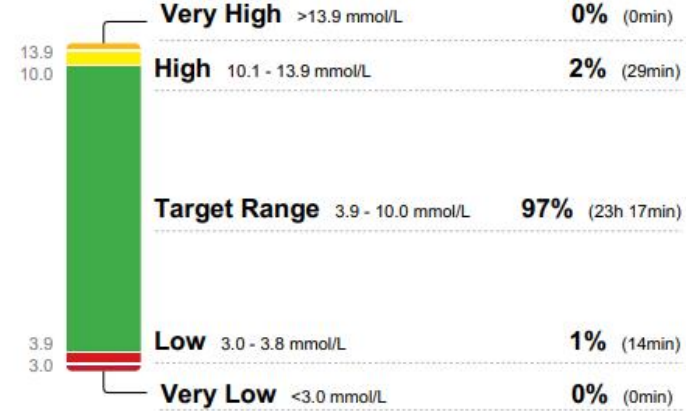 Very High >13.9 mmol/L 0% (0min)
13.9
10.0
High 10.1 - 13.9 mmol/L 2% (29min)
Target Range 3.9 - 10.0 mmol/L 97% (23h 17min)
3.9
3.0
Low 3.0 - 3.8 mmol/L 1% (14min)
Very Low <3.0 mmol/L 0% (0min)